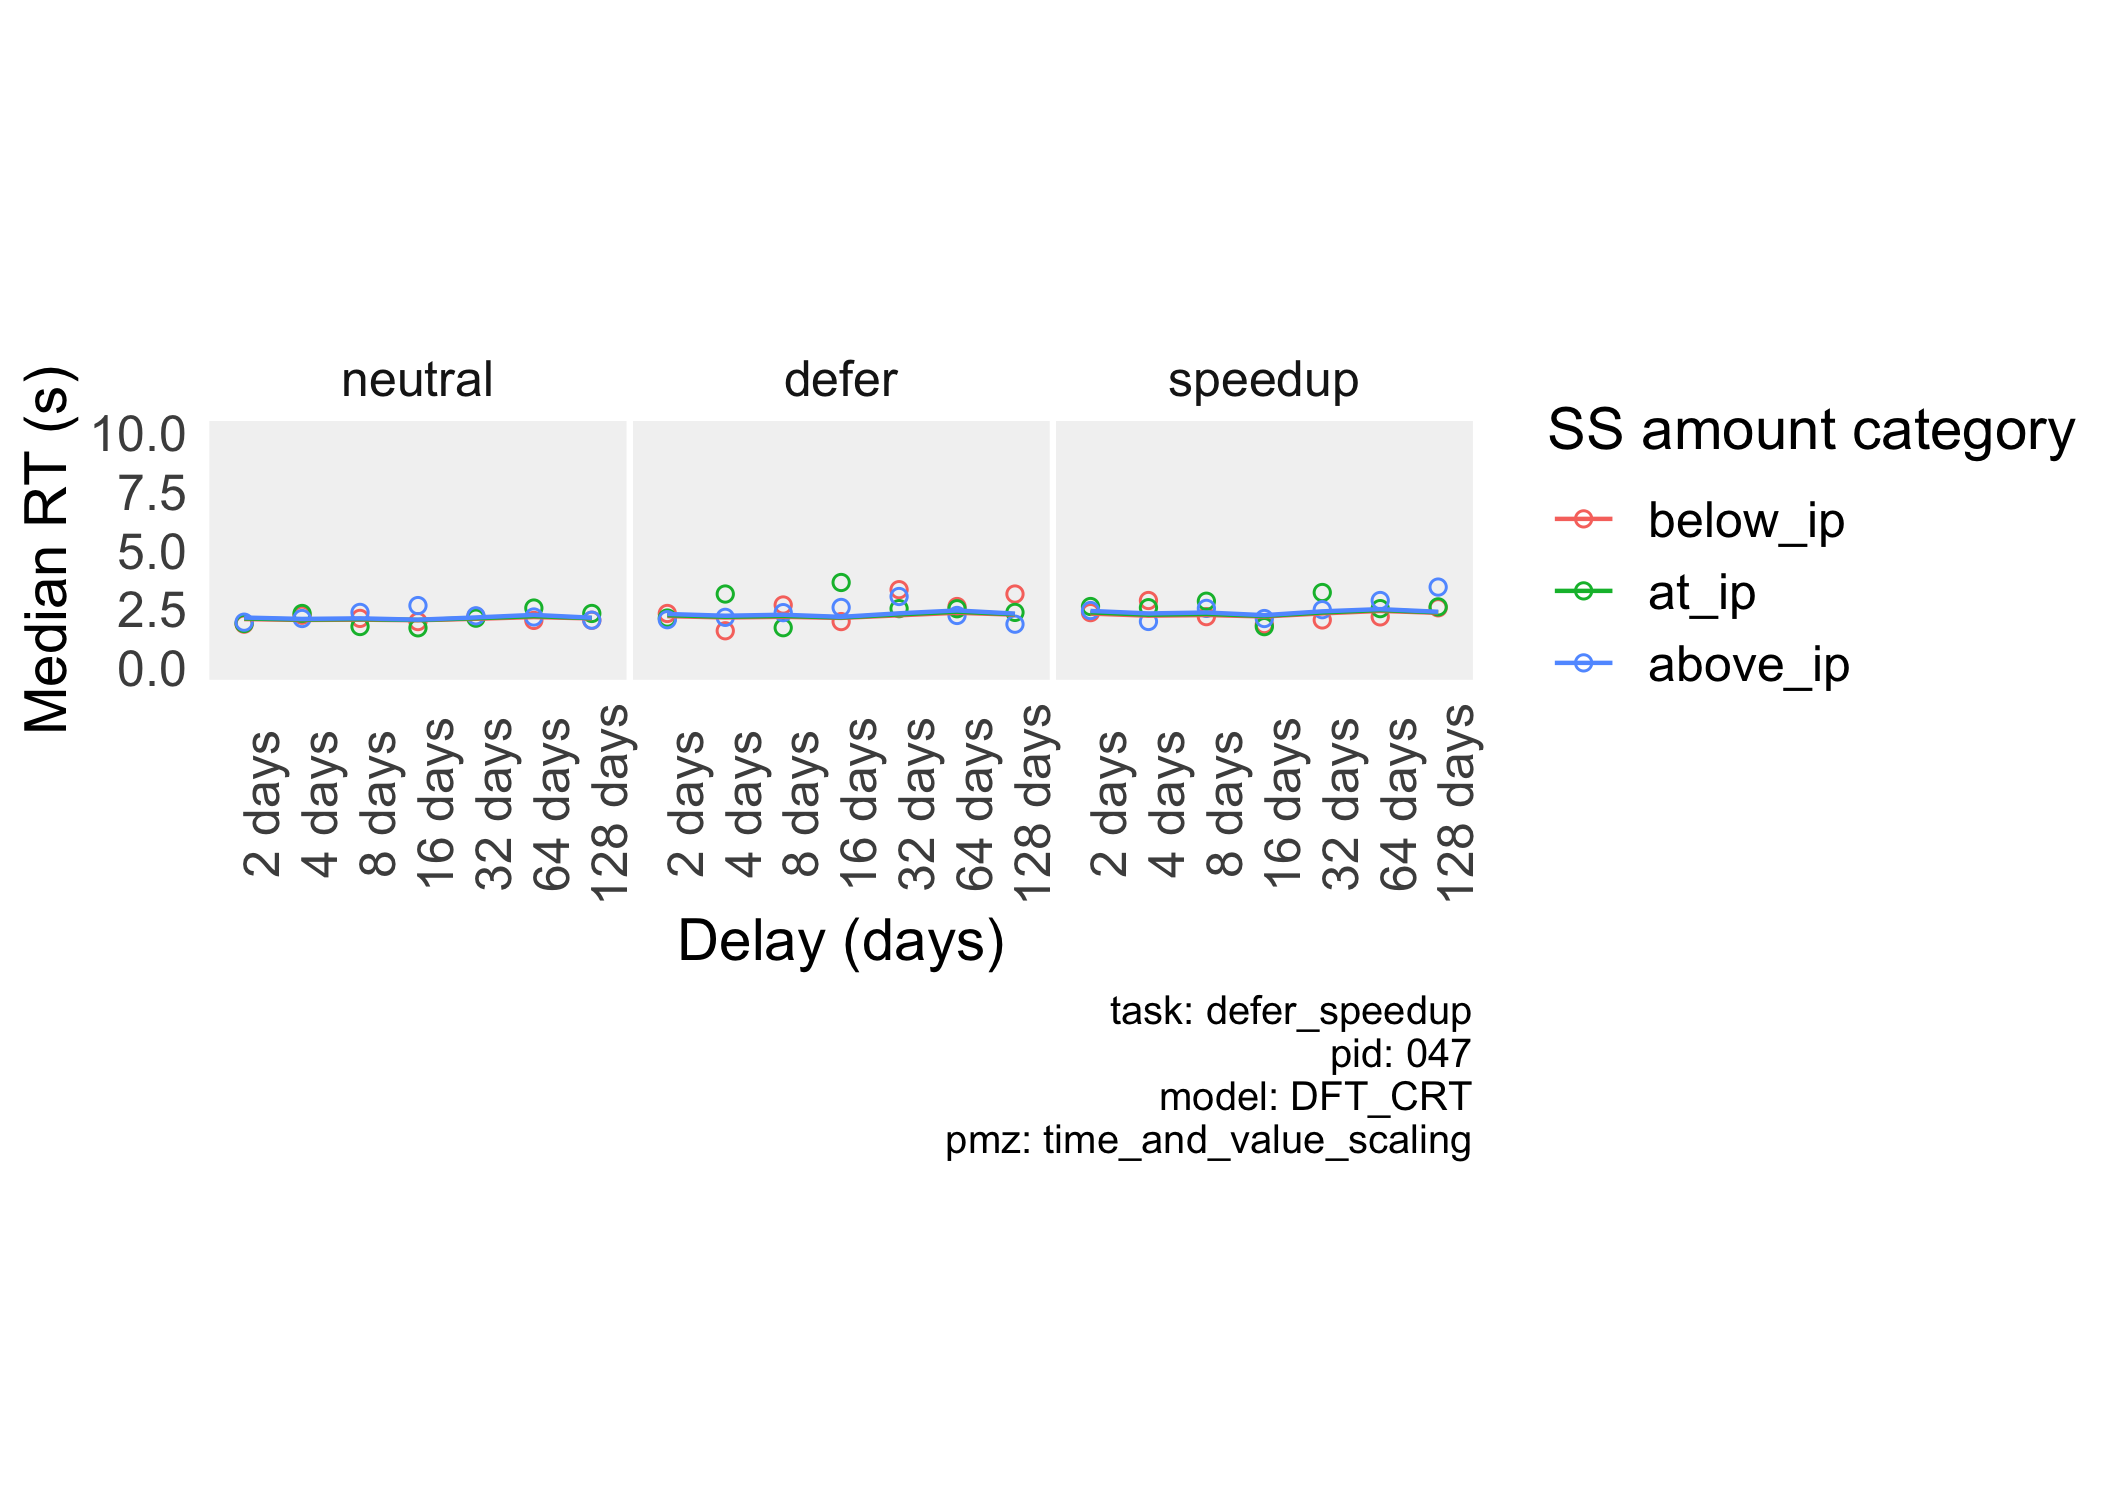 neutral
defer
speedup
Median RT (s)
10.0
7.5
5.0
2.5
0.0
2 days
4 days
8 days
16 days
32 days
64 days
128 days
2 days
4 days
8 days
16 days
32 days
64 days
128 days
2 days
4 days
8 days
16 days
32 days
64 days
128 days
Delay (days)
SS amount category
below_ip
at_ip
above_ip
task: defer_speedup
pid: 047
model: DFT_CRT
pmz: time_and_value_scaling